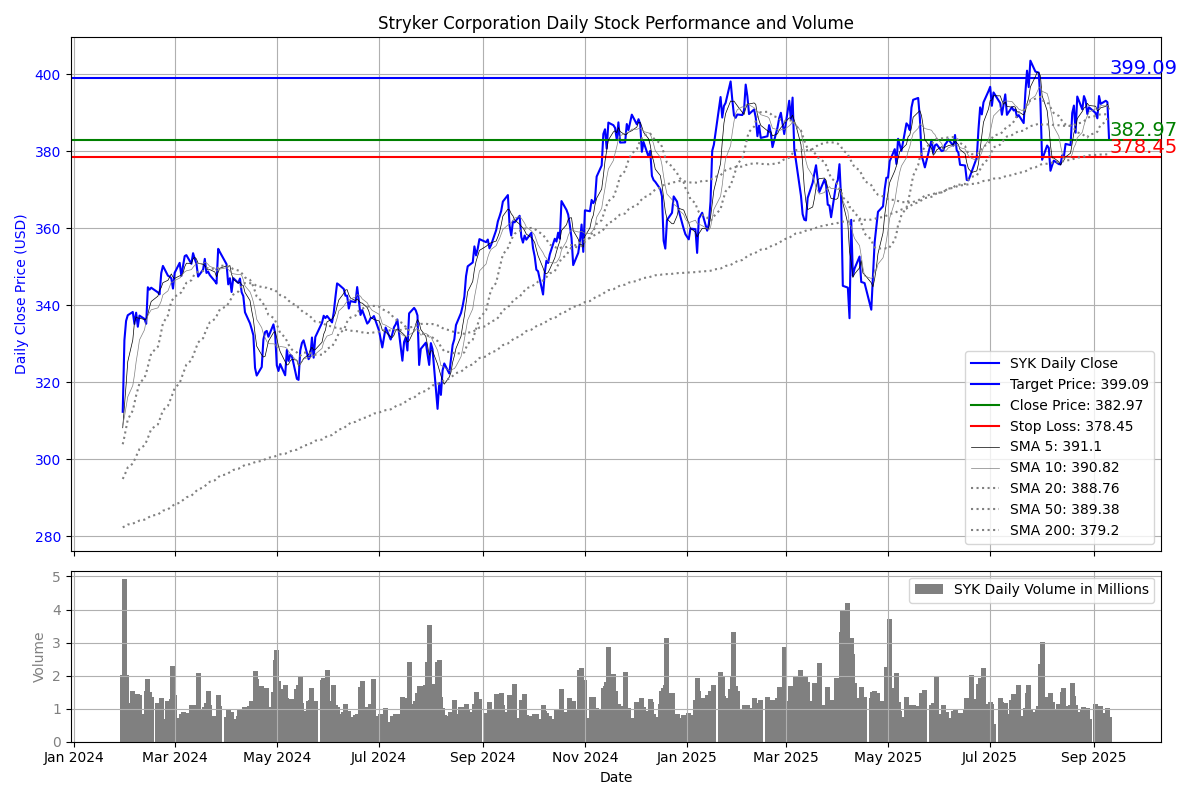 Stryker Corporation Daily Stock Performance and Volume
Daily Close Price (USD)
400
380
360
340
320
300
280
399.09
382.97
378.45
SYK Daily Close
Target Price: 399.09
Close Price: 382.97
Stop Loss: 378.45
SMA 5: 391.1
SMA 10: 390.82
SMA 20: 388.76
SMA 50: 389.38
SMA 200: 379.2
Volume
5
4
3
2
1
0
SYK Daily Volume in Millions
Jan 2024 Mar 2024 May 2024 Jul 2024 Sep 2024 Nov 2024 Jan 2025 Mar 2025 May 2025 Jul 2025 Sep 2025
Date